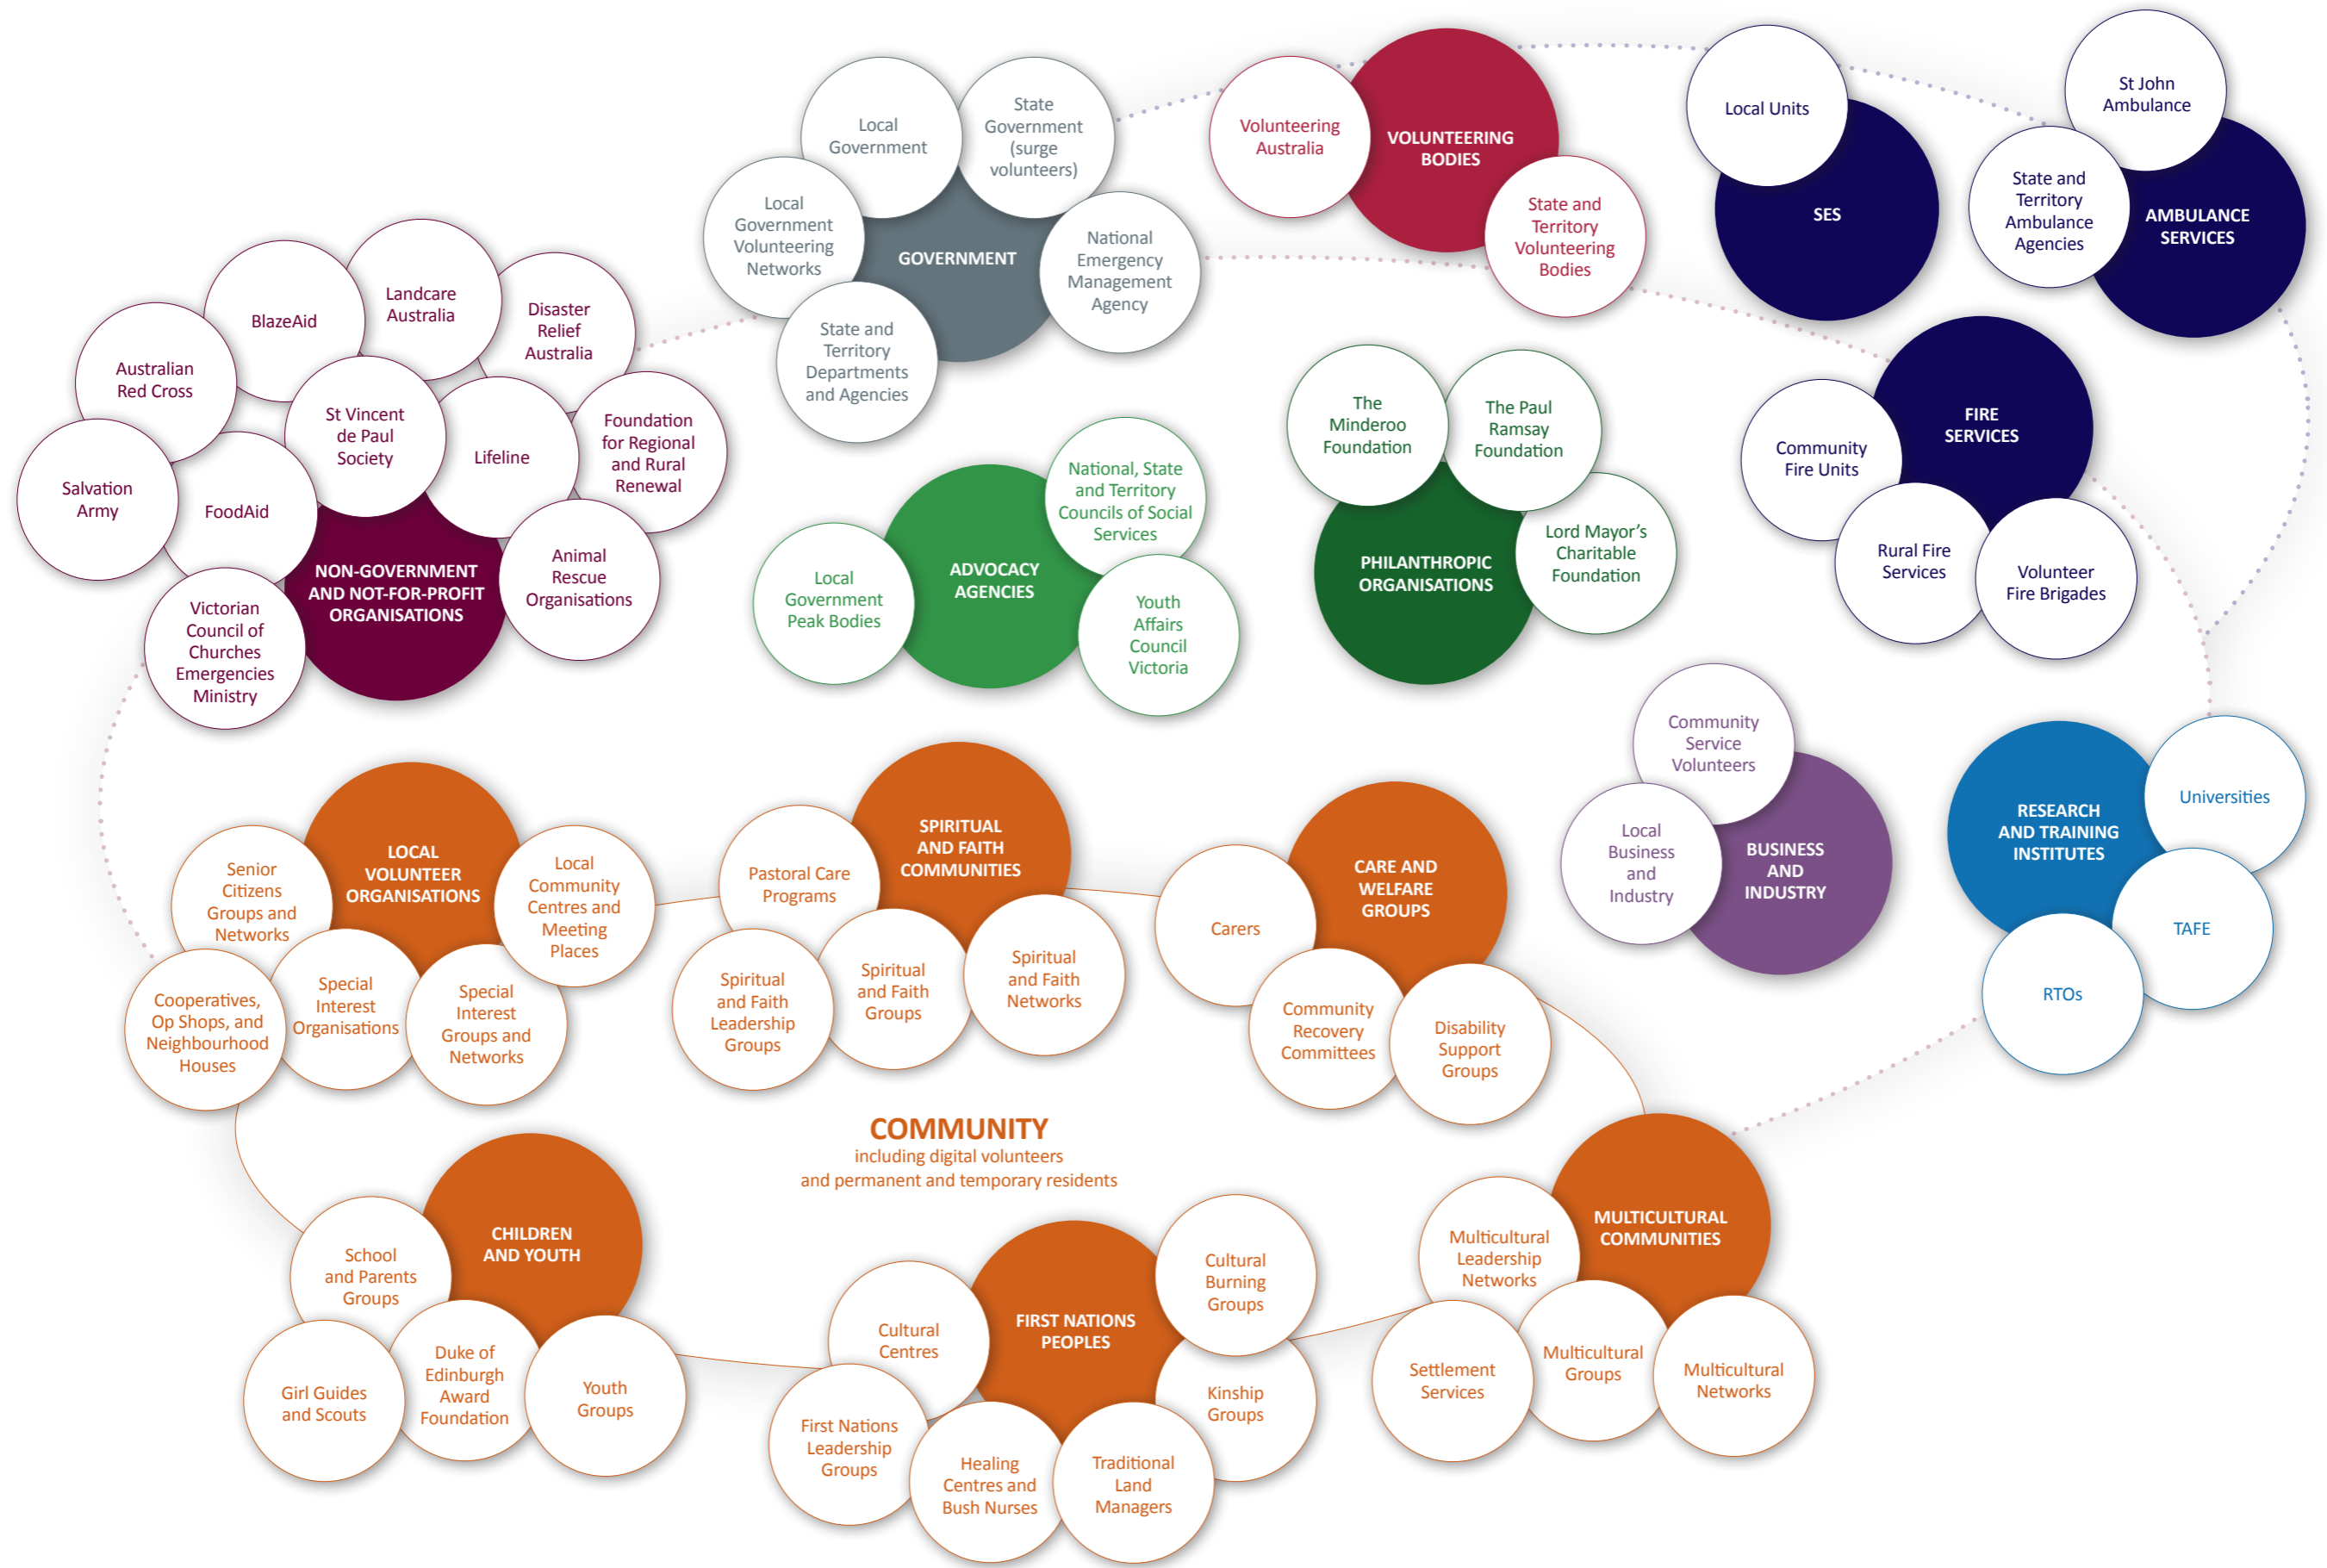 Local
Government
State
Government
(surge
volunteers)
Local
Government
Volunteering
Networks
GOVERNMENT
National
Emergency
Management
Agency
State and
Territory
Departments
and Agencies
Volunteering
Australia
VOLUNTEERING
BODIES
State and
Territory
Volunteering
Bodies
Local Units
SES
St John
Ambulance
State and
Territory
Ambulance
Agencies
AMBULANCE
SERVICES
BlazeAid
Landcare
Australia
Disaster
Relief
Australia
Australian
Red Cross
St Vincent
de Paul
Society
Lifeline
Foundation
for Regional
and Rural
Renewal
Salvation
Army
FoodAid
Animal
Rescue
Organisations
NON-GOVERNMENT
AND NOT-FOR-PROFIT
ORGANISATIONS
Victorian
Council of
Churches
Emergencies
Ministry
National, State
and Territory
Councils of Social
Services
ADVOCACY
AGENCIES
Local
Government
Peak Bodies
Youth
Affairs
Council
Victoria
The
Minderoo
Foundation
The Paul
Ramsay
Foundation
PHILANTHROPIC
ORGANISATIONS
Lord Mayor’s
Charitable
Foundation
FIRE
SERVICES
Community
Fire Units
Rural Fire
Services
Volunteer
Fire Brigades
Community
Service
Volunteers
Local
Business
and
Industry
BUSINESS
AND
INDUSTRY
RESEARCH
AND TRAINING
INSTITUTES
Universities
TAFE
RTOs
LOCAL
VOLUNTEER
ORGANISATIONS
Senior
Citizens
Groups and
Networks
Local
Community
Centres and
Meeting
Places
Cooperatives,
Op Shops, and
Neighbourhood
Houses
Special
Interest
Organisations
Special
Interest
Groups and
Networks
SPIRITUAL
AND FAITH
COMMUNITIES
Pastoral Care
Programs
Spiritual
and Faith
Leadership
Groups
Spiritual
and Faith
Groups
Spiritual
and Faith
Networks
CARE AND
WELFARE
GROUPS
Carers
Community
Recovery
Committees
Disability
Support
Groups
COMMUNITY
including digital volunteers
and permanent and temporary residents
CHILDREN
AND YOUTH
School
and Parents
Groups
Girl Guides
and Scouts
Duke of
Edinburgh
Award
Foundation
Youth
Groups
FIRST NATIONS
PEOPLES
Cultural
Burning
Groups
Cultural
Centres
Kinship
Groups
First Nations
Leadership
Groups
Healing
Centres and
Bush Nurses
Traditional
Land
Managers
MULTICULTURAL
COMMUNITIES
Multicultural
Leadership
Networks
Settlement
Services
Multicultural
Groups
Multicultural
Networks